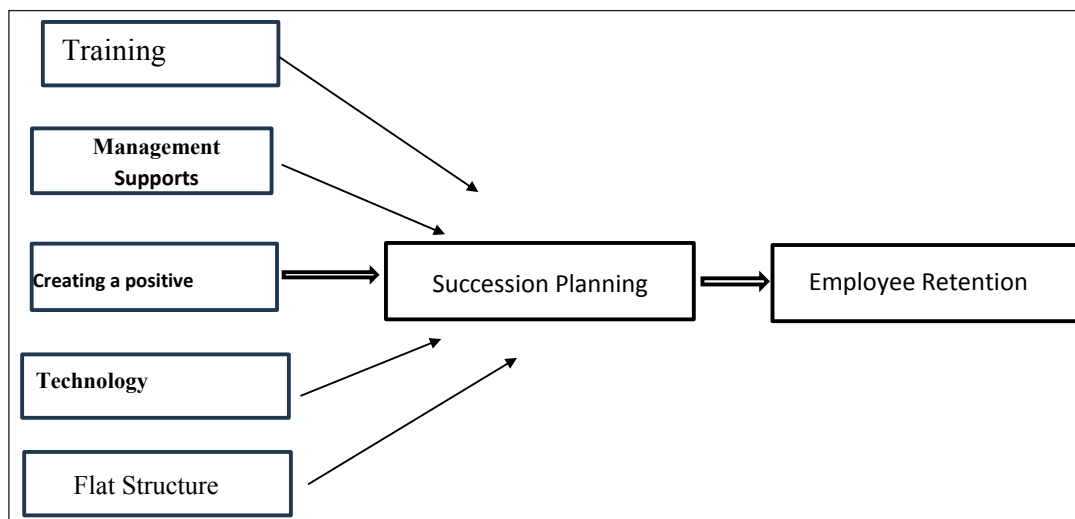 Training
Management
Supports
Creating a positive
Succession Planning
Employee Retention
Technology
Flat Structure